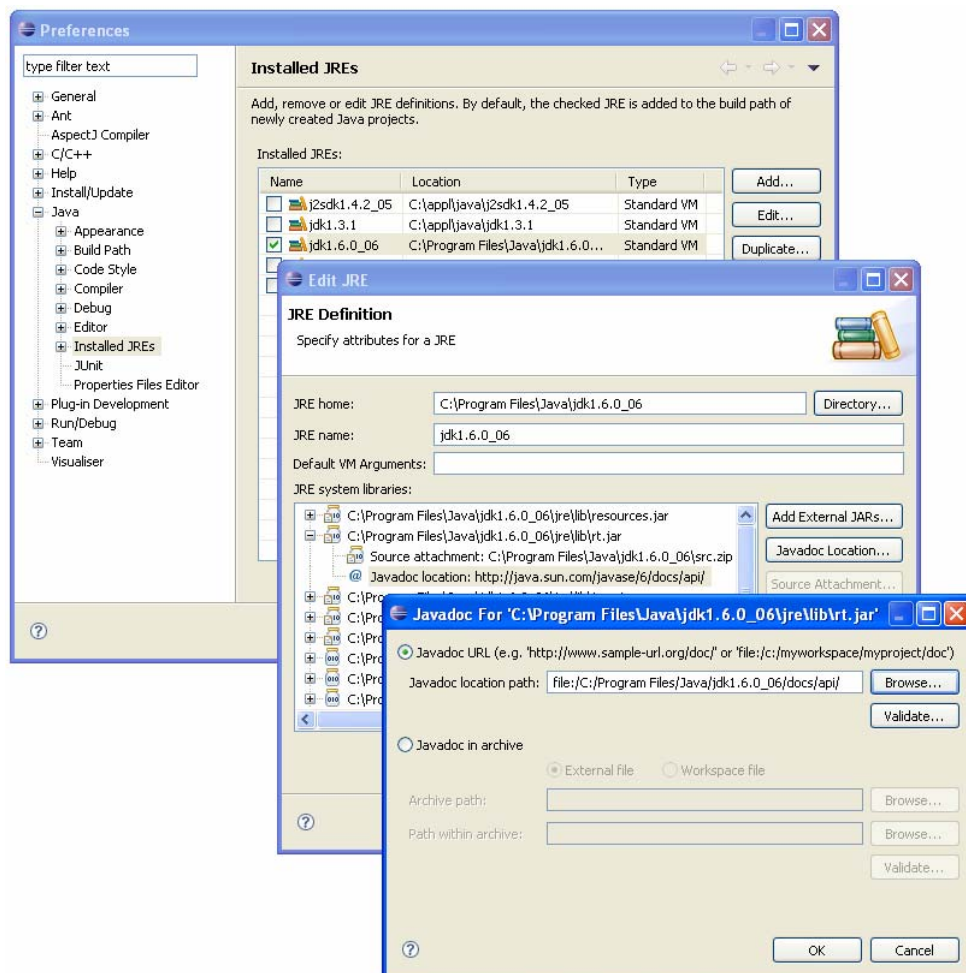 Preferences
type filter text
General
Ant
AspectJ Compiler
C/C++
Help
Install/Update
Java
Appearance
Build Path
Code Style
Compiler
Debug
Editor
Installed JREs
JUnit
Properties Files Editor
Plug-in Development
Run/Debug
Team
Visualiser
Installed JREs
Add, remove or edit JRE definitions. By default, the checked JRE is added to the build path of
newly created Java projects.
Installed JREs:
Name Location Type
j2sdk1.4.2_05 C:\appl\java\j2sdk1.4.2_05 Standard VM
jdk1.3.1 C:\appl\java\jdk1.3.1 Standard VM
jdk1.6.0_06 C:\Program Files\Java\jdk1.6.0... Standard VM
Add...
Edit...
Duplicate...
Edit JRE
JRE Definition
Specify attributes for a JRE
JRE home: C:\Program Files\Java\jdk1.6.0_06 Directory...
JRE name: jdk1.6.0_06
Default VM Arguments:
JRE system libraries:
C:\Program Files\Java\jdk1.6.0_06\jre\lib\resources.jar
C:\Program Files\Java\jdk1.6.0_06\jre\lib\rt.jar
Source attachment: C:\Program Files\Java\jdk1.6.0_06\src.zip
Javadoc location: http://java.sun.com/javase/6/docs/api/
C:\Pro
C:\Pro
C:\Pro
C:\Pro
C:\Pro
Add External JARs...
Javadoc Location...
Source Attachment...
Javadoc For 'C:\Program Files\Java\jdk1.6.0_06\jre\lib\rt.jar'
Javadoc URL (e.g. 'http://www.sample-url.org/doc/' or 'file:/c:/myworkspace/myproject/doc')
Javadoc location path: file:/C:/Program Files/Java/jdk1.6.0_06/docs/api/ Browse...
Validate...
Javadoc in archive
External file Workspace file
Archive path: Browse...
Path within archive: Browse...
Validate...
OK Cancel